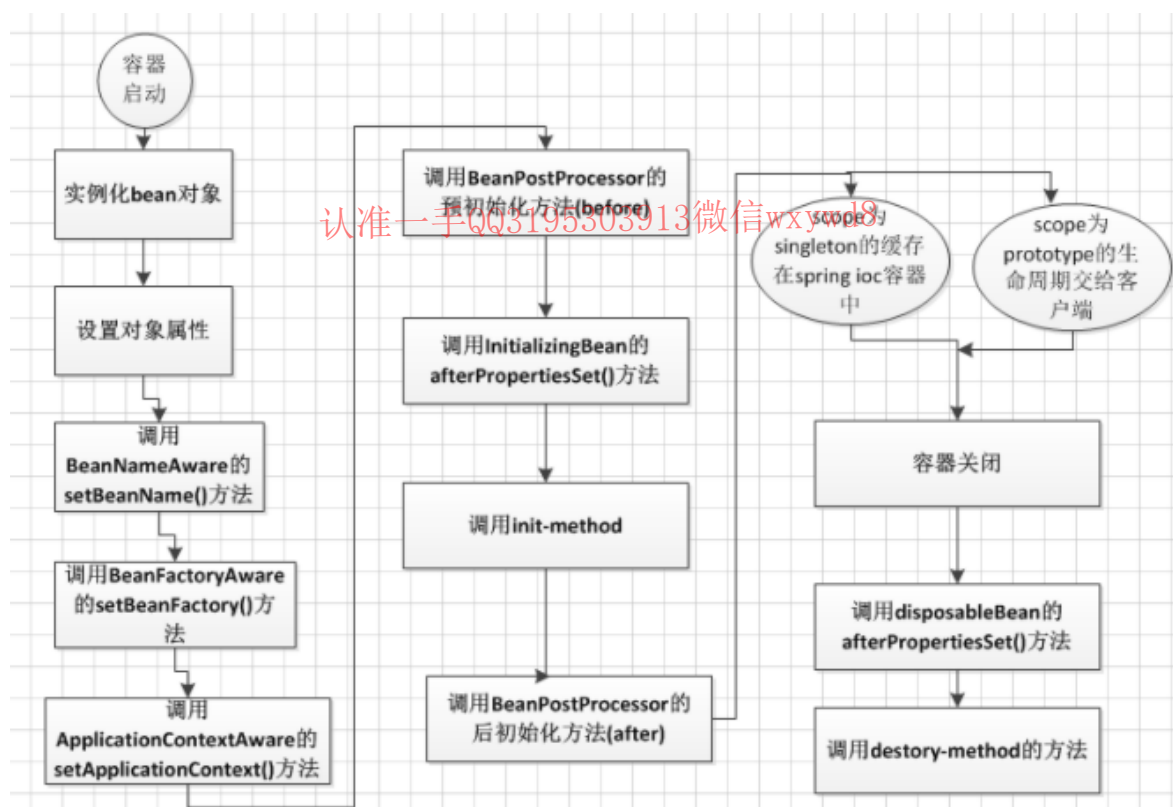 容器
启动
实例化bean对象
设置对象属性
调用
BeanNameAware的
setBeanName()方法
调用BeanFactoryAware
的setBeanFactory()方
法
调用
ApplicationContextAware的
setApplicationContext()方法
调用BeanPostProcessor的
预初始化方法(before)
认准一手QQ3195303913微信wxywd8
调用InitializingBean的
afterPropertiesSet()方法
调用init-method
调用BeanPostProcessor的
后初始化方法(after)
scope为
singleton的缓存
在spring ioc容器
中
scope为
prototype的生
命周期交给客
户端
容器关闭
调用disposableBean的
afterPropertiesSet()方法
调用destory-method的方法